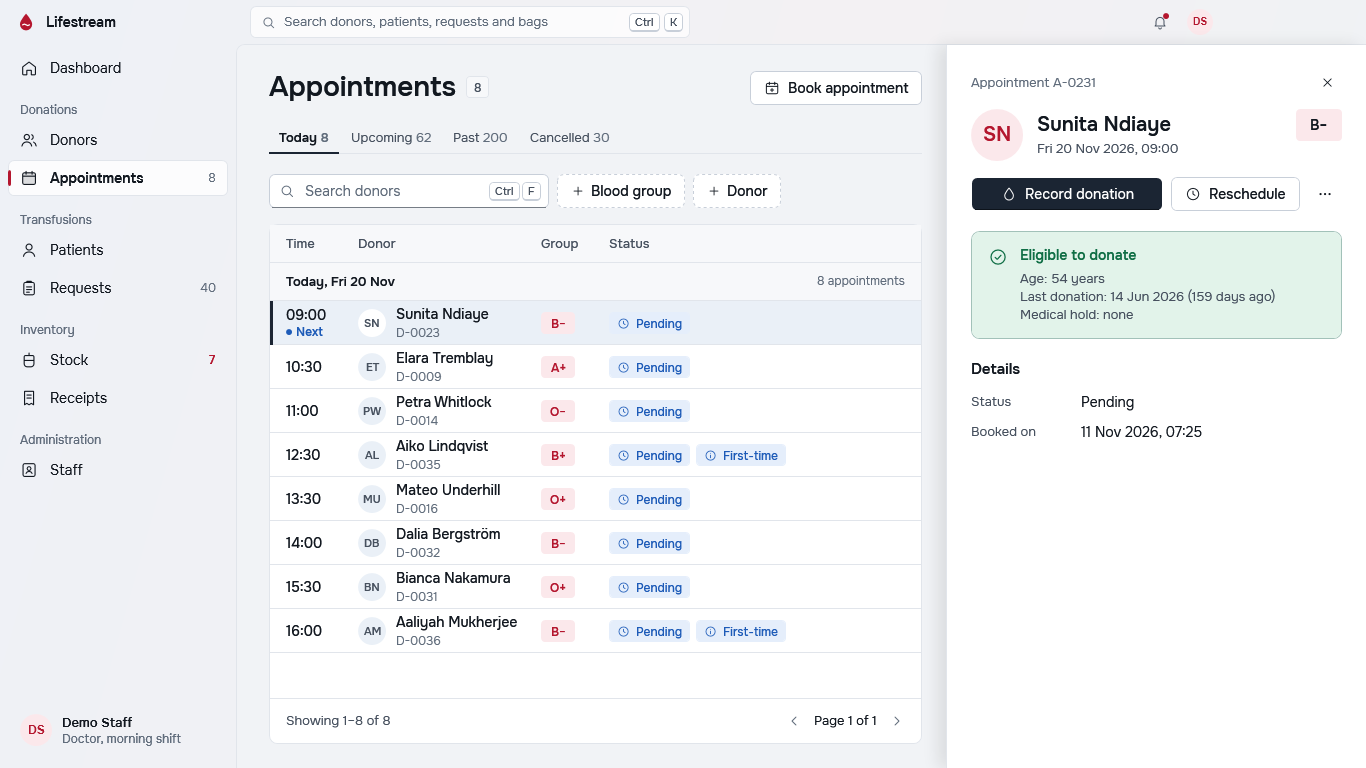 Lifestream
Search donors, patients, requests and bags
Ctrl K
DS
Dashboard
Donations
Donors
Appointments 8
Transfusions
Patients
Requests 40
Inventory
Stock 7
Receipts
Administration
Staff
DS
Demo Staff
Doctor, morning shift
Appointments 8
Book appointment
Today 8 Upcoming 62 Past 200 Cancelled 30
Search donors Ctrl F
+ Blood group
+ Donor
Time Donor Group Status
Today, Fri 20 Nov 8 appointments
09:00 SN Sunita Ndiaye B− Pending
Next D-0023
10:30 ET Elara Tremblay A+ Pending
D-0009
11:00 PW Petra Whitlock O− Pending
D-0014
12:30 AL Aiko Lindqvist B+ Pending First-time
D-0035
13:30 MU Mateo Underhill O+ Pending
D-0016
14:00 DB Dalia Bergström B− Pending
D-0032
15:30 BN Bianca Nakamura O+ Pending
D-0031
16:00 AM Aaliyah Mukherjee B− Pending First-time
D-0036
Showing 1–8 of 8 Page 1 of 1
Appointment A-0231
SN Sunita Ndiaye B−
Fri 20 Nov 2026, 09:00
Record donation Reschedule ...
Eligible to donate
Age: 54 years
Last donation: 14 Jun 2026 (159 days ago)
Medical hold: none
Details
Status Pending
Booked on 11 Nov 2026, 07:25